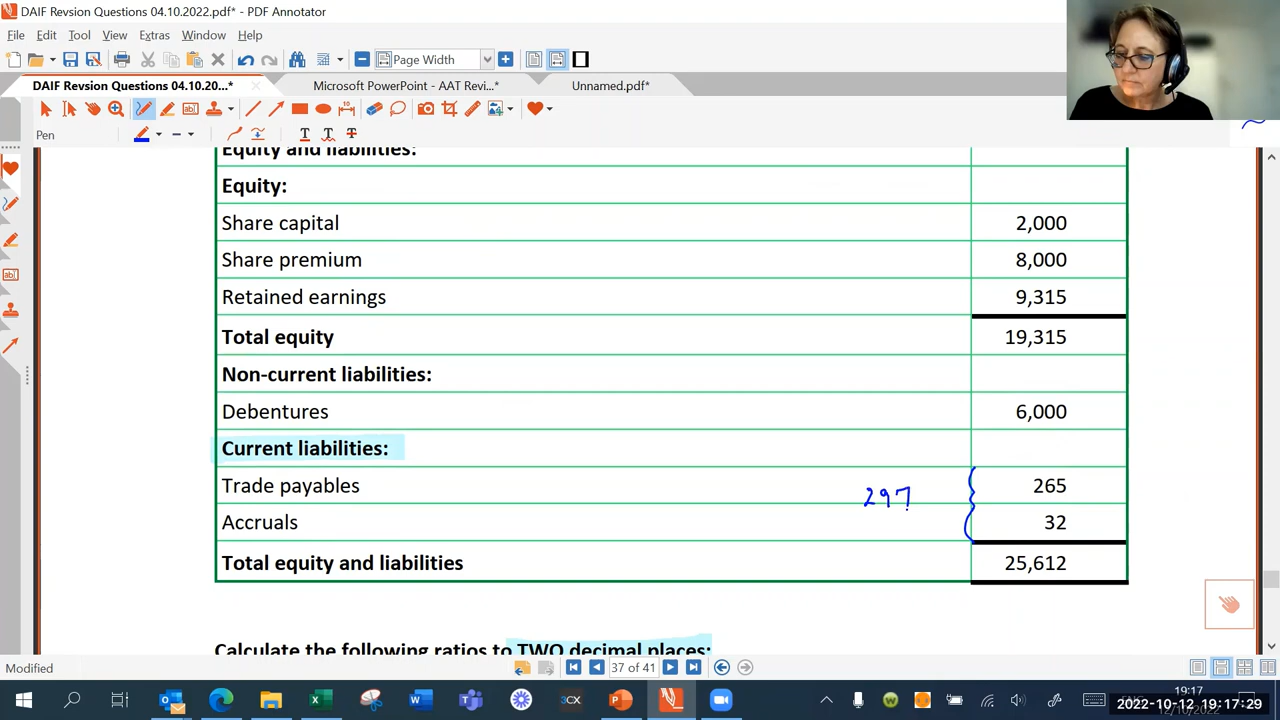 DAIF Revsion Questions 04.10.2022.pdf* - PDF Annotator
File Edit Tool View Extras Window Help
Page Width
DAIF Revsion Questions 04.10.20...* Microsoft PowerPoint - AAT Revi...* Unnamed.pdf*
Pen
Equity and liabilities:
Equity:
Share capital 2,000
Share premium 8,000
Retained earnings 9,315
Total equity 19,315
Non-current liabilities:
Debentures 6,000
Current liabilities:
Trade payables 297 265
Accruals 32
Total equity and liabilities 25,612
Calculate the following ratios to TWO decimal places:
Modified 37 of 41
19:17
2022-10-12 19:17:29